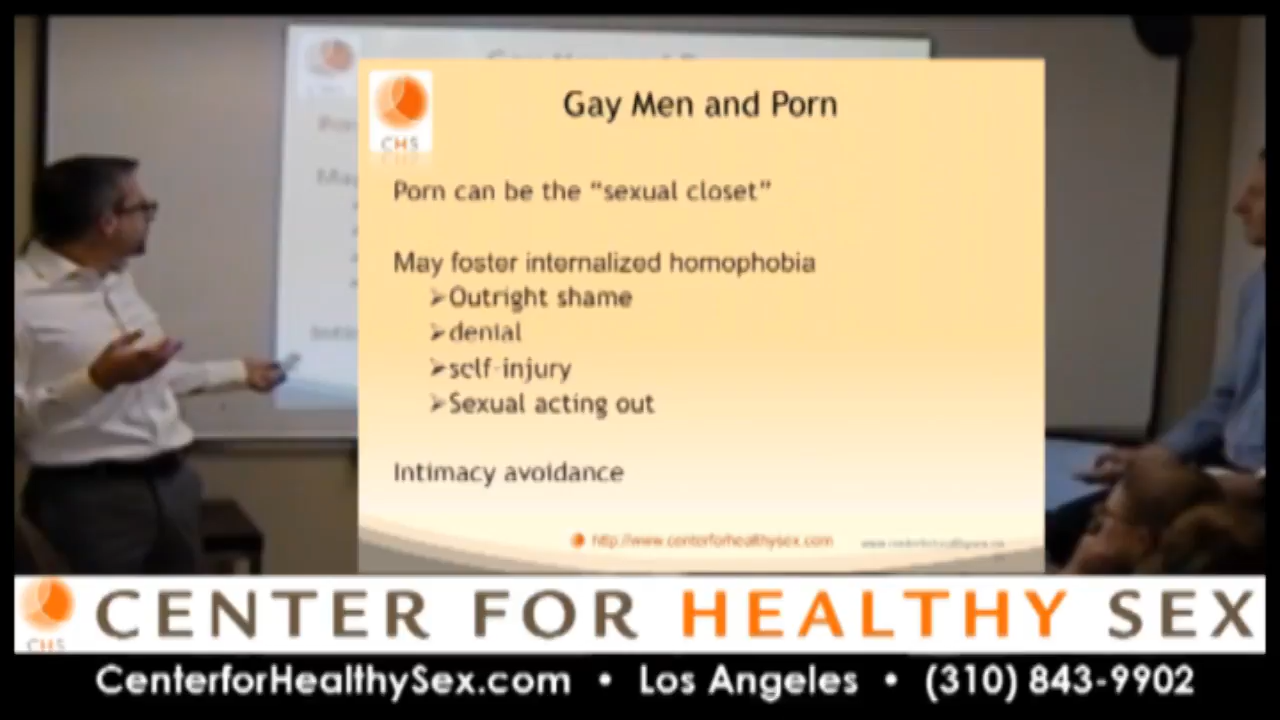 Gay Men and Porn
CHS
Porn can be the “sexual closet”
May foster internalized homophobia
➢Outright shame
➢denial
➢self-injury
➢Sexual acting out
Intimacy avoidance
http://www.centerforhealthysex.com
CENTER FOR HEALTHY SEX
CHS
CenterforHealthySex.com • Los Angeles • (310) 843-9902